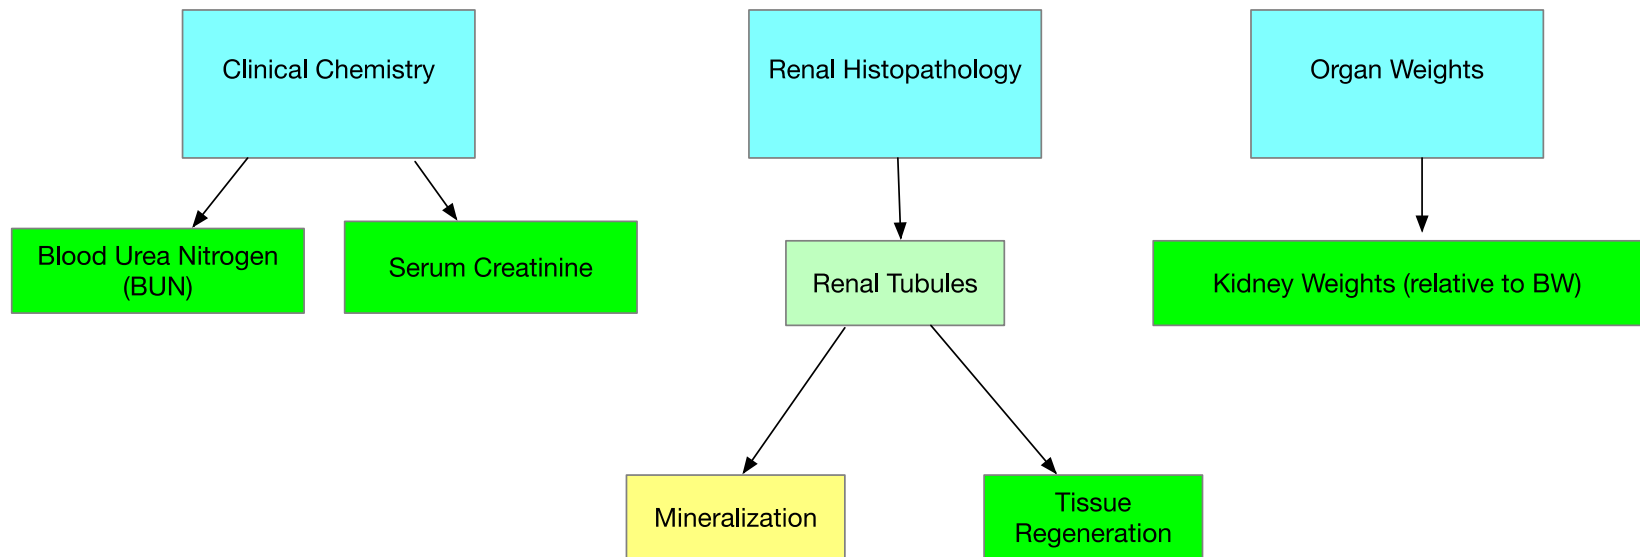 Clinical Chemistry
Renal Histopathology
Organ Weights
Blood Urea Nitrogen
(BUN)
Serum Creatinine
Renal Tubules
Kidney Weights (relative to BW)
Mineralization
Tissue
Regeneration